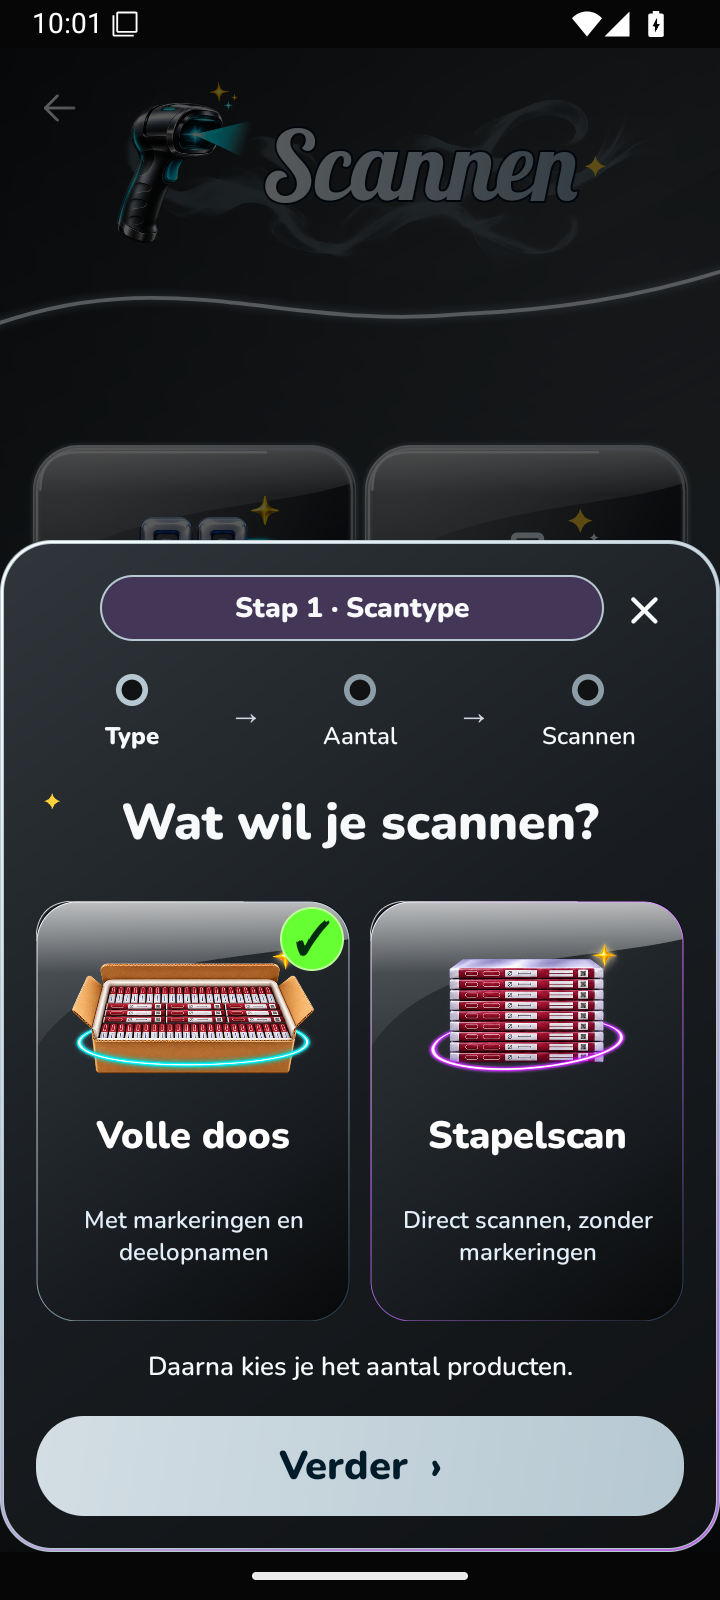 10:01
Scannen
Stap 1 · Scantype
Type
→
Aantal
→
Scannen
Wat wil je scannen?
Volle doos
Met markeringen en
deelopnamen
Stapelscan
Direct scannen, zonder
markeringen
Daarna kies je het aantal producten.
Verder ›